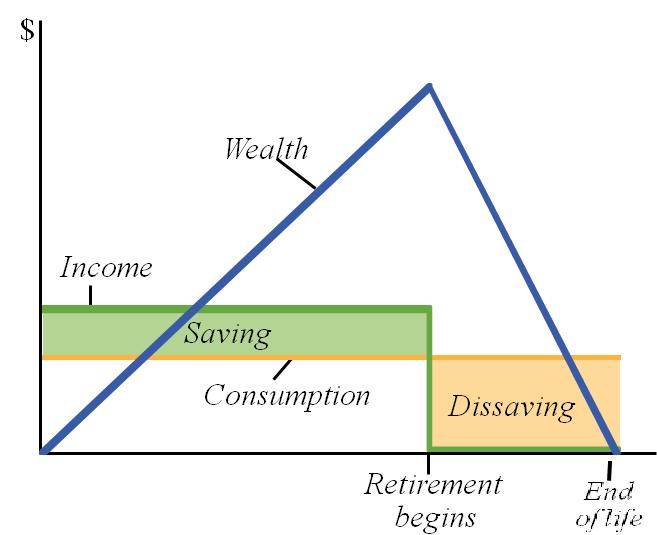 $
Wealth
Income
Saving
Consumption
Dissaving
Retirement
begins
End
of life